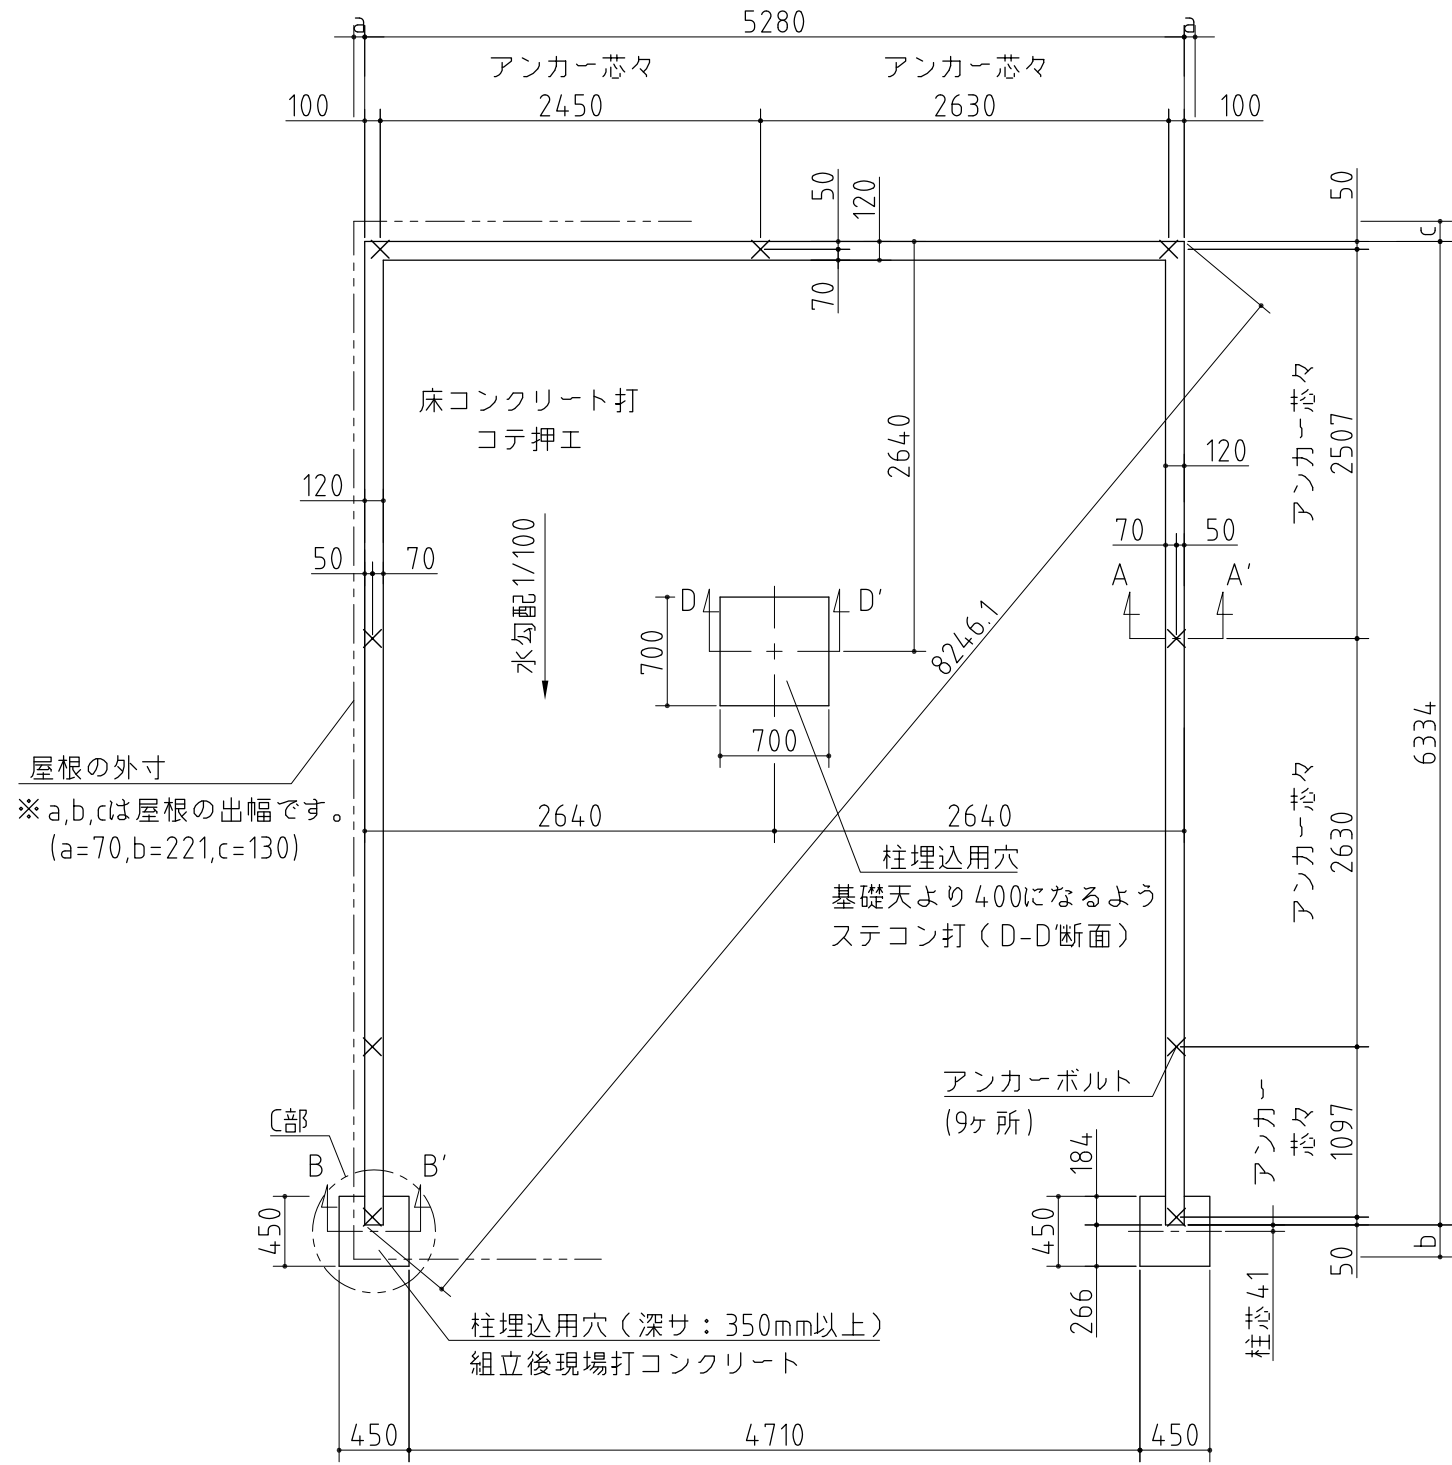 a
5280
a
アンカー芯々
アンカー芯々
100
2450
2630
100
50
120
50
c
70
床コンクリート打
コテ押エ
2640
アンカー芯々
2507
120
120
50
70
70
50
水勾配 1/100
A
A'
D
D'
700
8246.1
700
6334
屋根の外寸
※a,b,cは屋根の出幅です。
(a=70,b=221,c=130)
2640
2640
アンカー芯々
2630
柱埋込用穴
基礎天より400になるよう
ステコン打(D-D'断面)
アンカーボルト
(9ヶ所)
アンカー
芯々
1097
C部
B
B'
184
450
450
b
50
266
柱芯41
柱埋込用穴(深サ:350mm以上)
組立後現場打コンクリート
450
4710
450